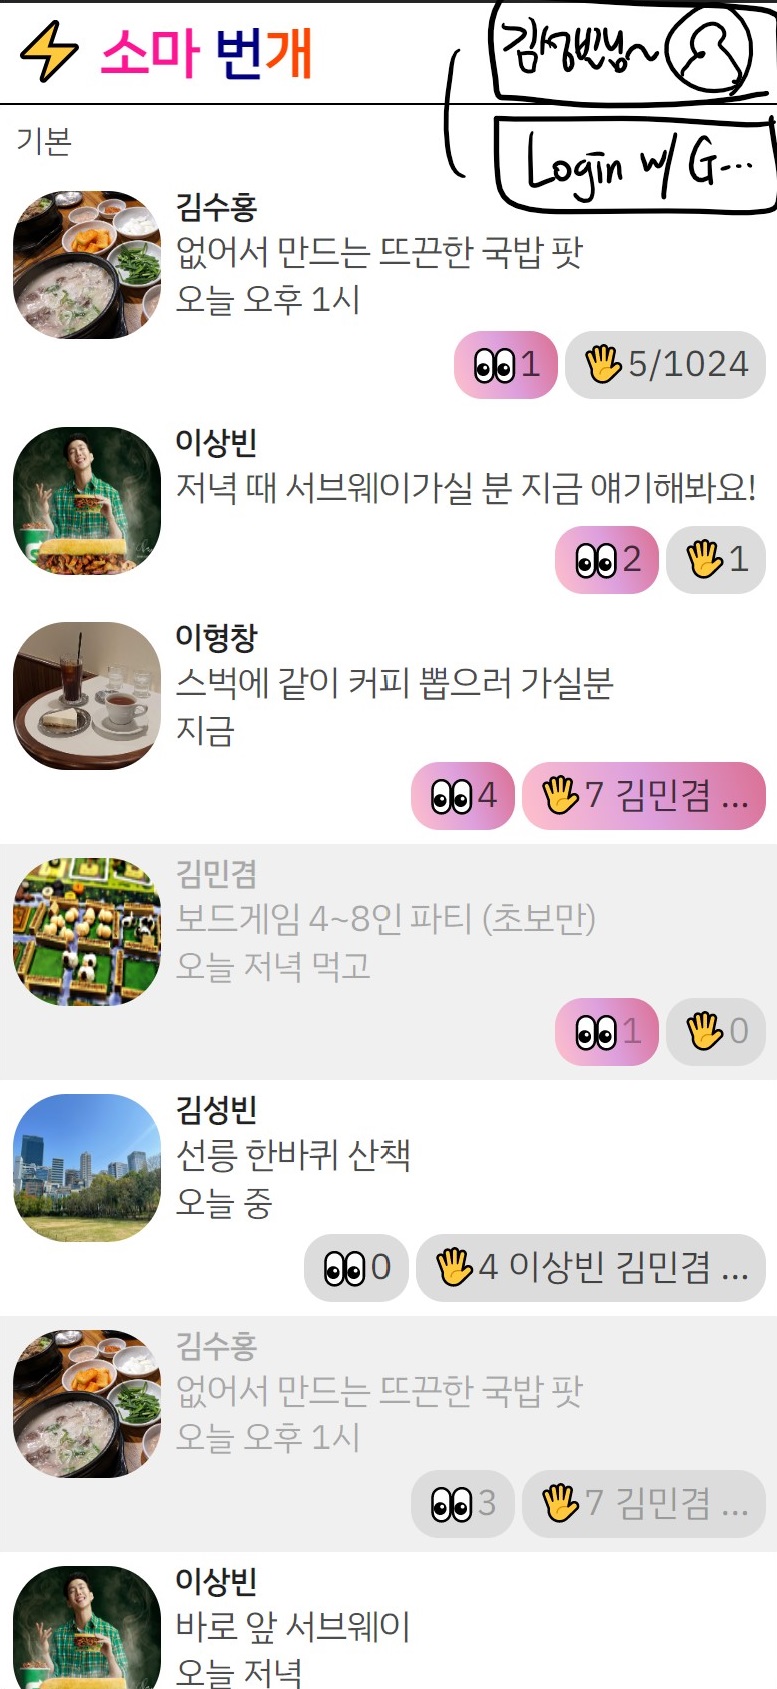 ⚡ 소마 번개
김성빈님~
Login w/ G...
기본
김수홍
없어서 만드는 뜨끈한 국밥 팟
오늘 오후 1시
👀1 🖐5/1024
이상빈
저녁 때 서브웨이가실 분 지금 얘기해봐요!
👀2 🖐1
이형창
스벅에 같이 커피 뽑으러 가실분
지금
👀4 🖐7 김민겸 ...
김민겸
보드게임 4~8인 파티 (초보만)
오늘 저녁 먹고
👀1 🖐0
김성빈
선릉 한바퀴 산책
오늘 중
👀0 🖐4 이상빈 김민겸 ...
김수홍
없어서 만드는 뜨끈한 국밥 팟
오늘 오후 1시
👀3 🖐7 김민겸 ...
이상빈
바로 앞 서브웨이
오늘 저녁